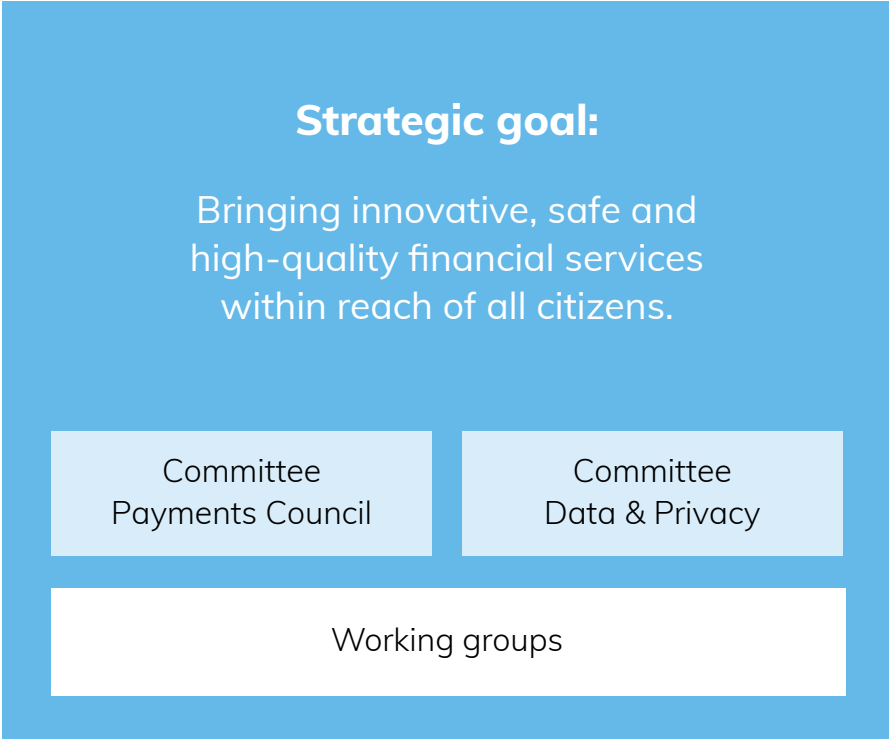 Strategic goal:
Bringing innovative, safe and
high-quality financial services
within reach of all citizens.
Committee
Payments Council
Committee
Data & Privacy
Working groups